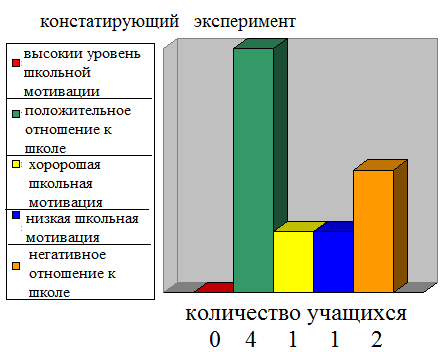 констатирующий эксперимент
высокии уровень
школьной
мотивации
положительное
отношение к
школе
хоророшая
школьная
мотивация
низкая школьная
мотивация
негативное
отношение к
школе
количество учащихся
0 4 1 1 2